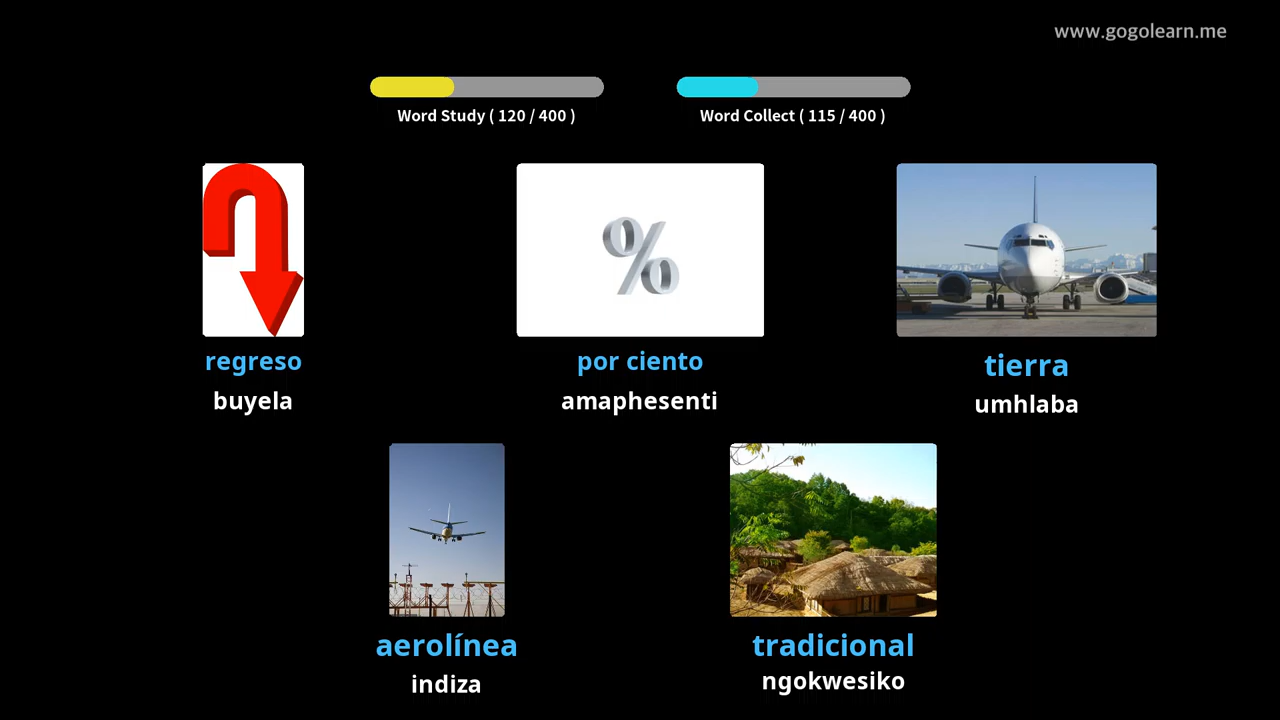 www.gogolearn.me
Word Study ( 120 / 400 )
Word Collect ( 115 / 400 )
%
regreso
buyela
por ciento
amaphesenti
tierra
umhlaba
aerolínea
indiza
tradicional
ngokwesiko